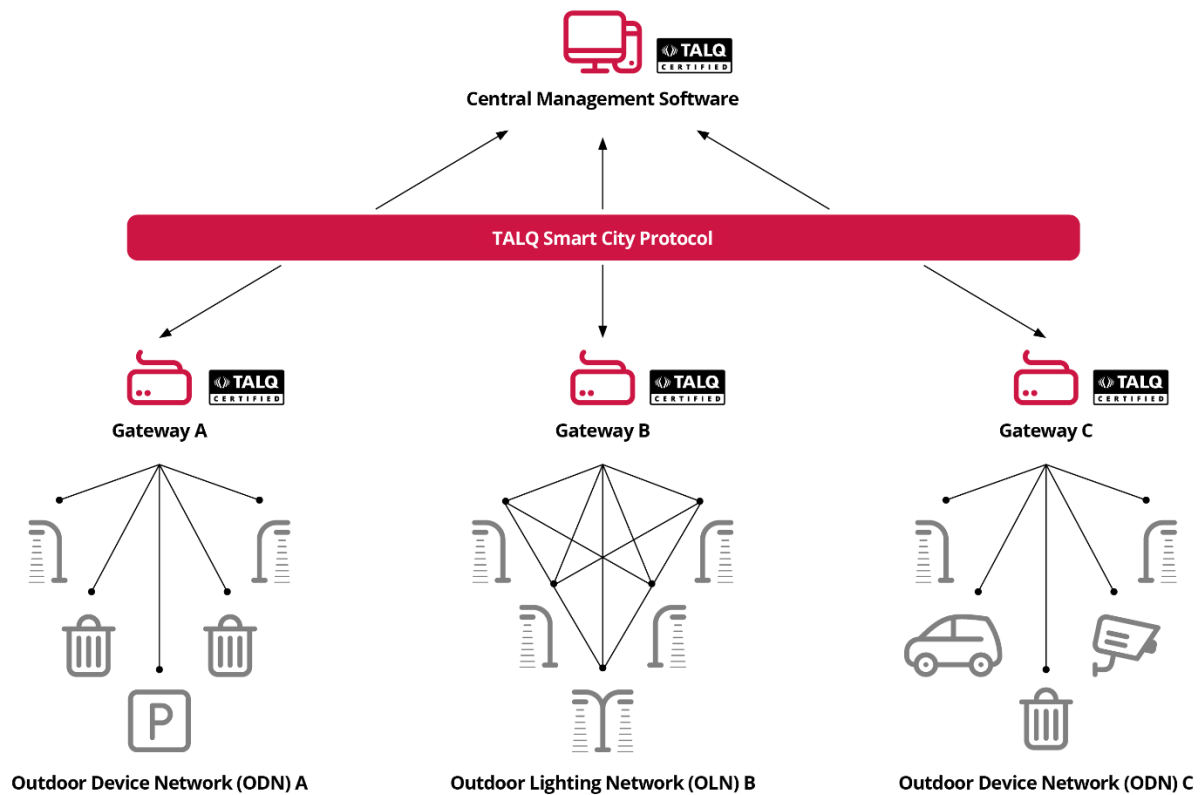 TALQ
CERTIFIED
Central Management Software
TALQ Smart City Protocol
TALQ
CERTIFIED
TALQ
CERTIFIED
TALQ
CERTIFIED
Gateway A
Gateway B
Gateway C
P
Outdoor Device Network (ODN) A
Outdoor Lighting Network (OLN) B
Outdoor Device Network (ODN) C